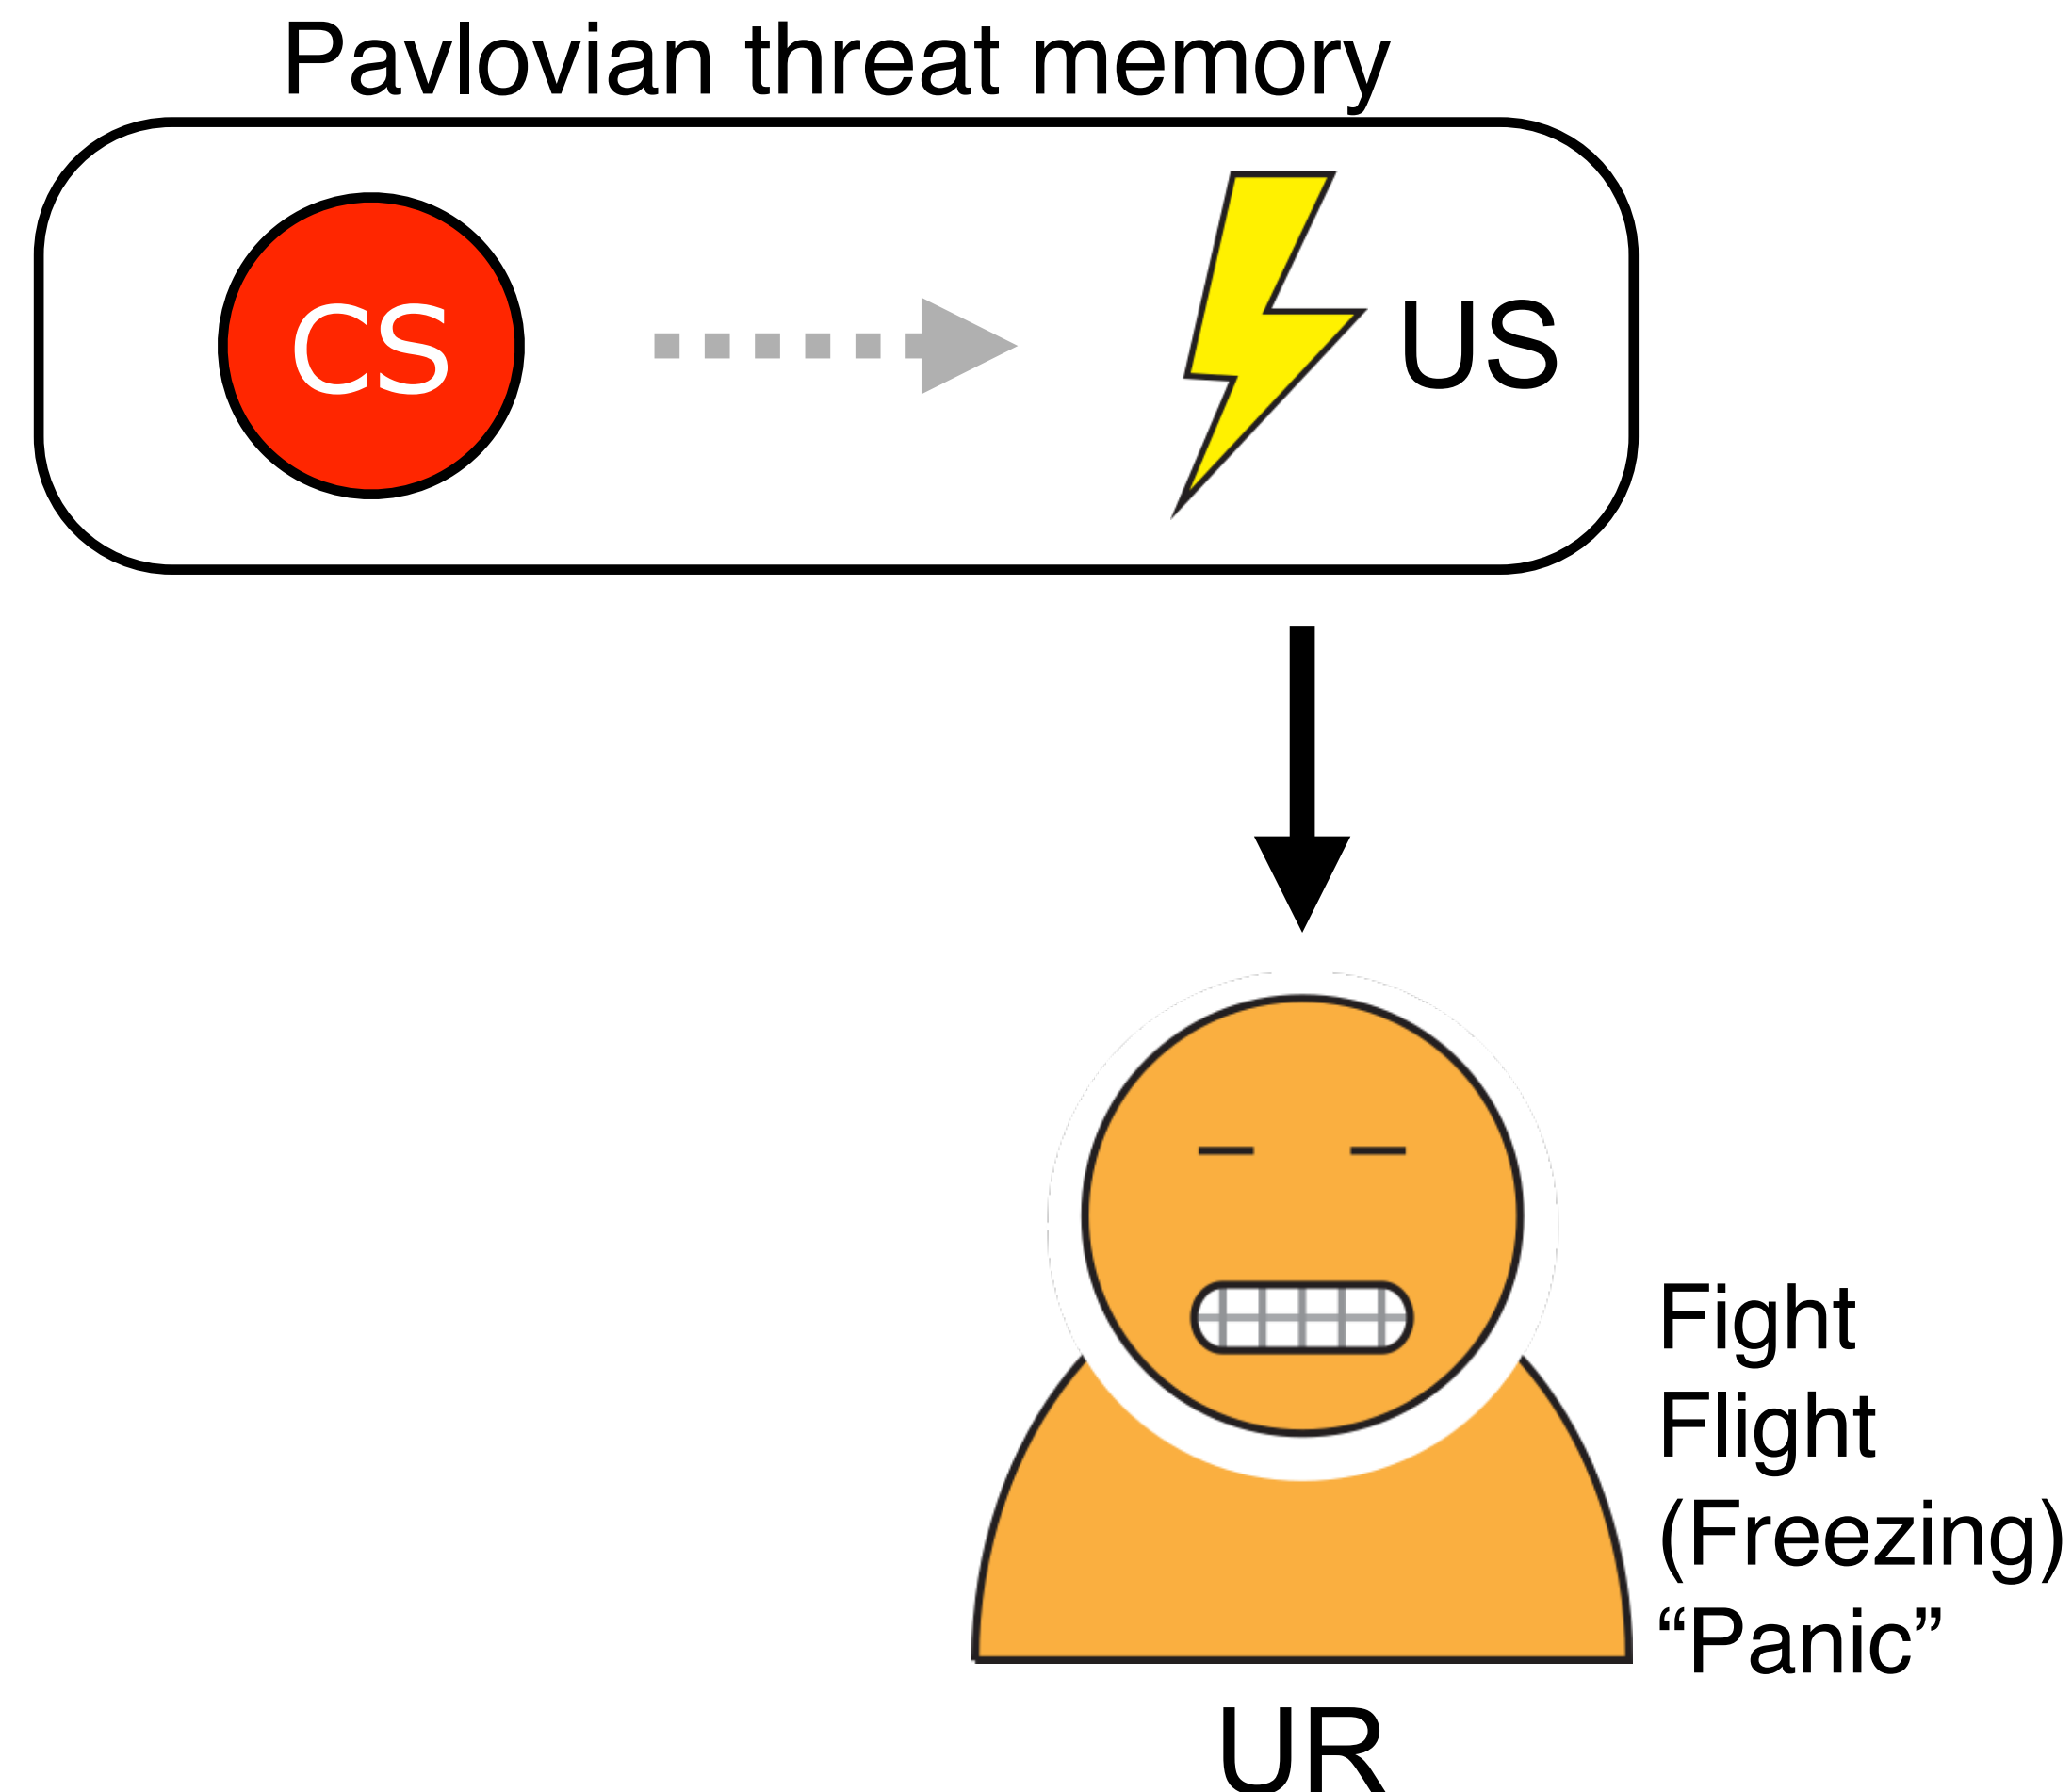 Pavlovian threat memory
CS
US
Fight
Flight
(Freezing)
“Panic”
UR